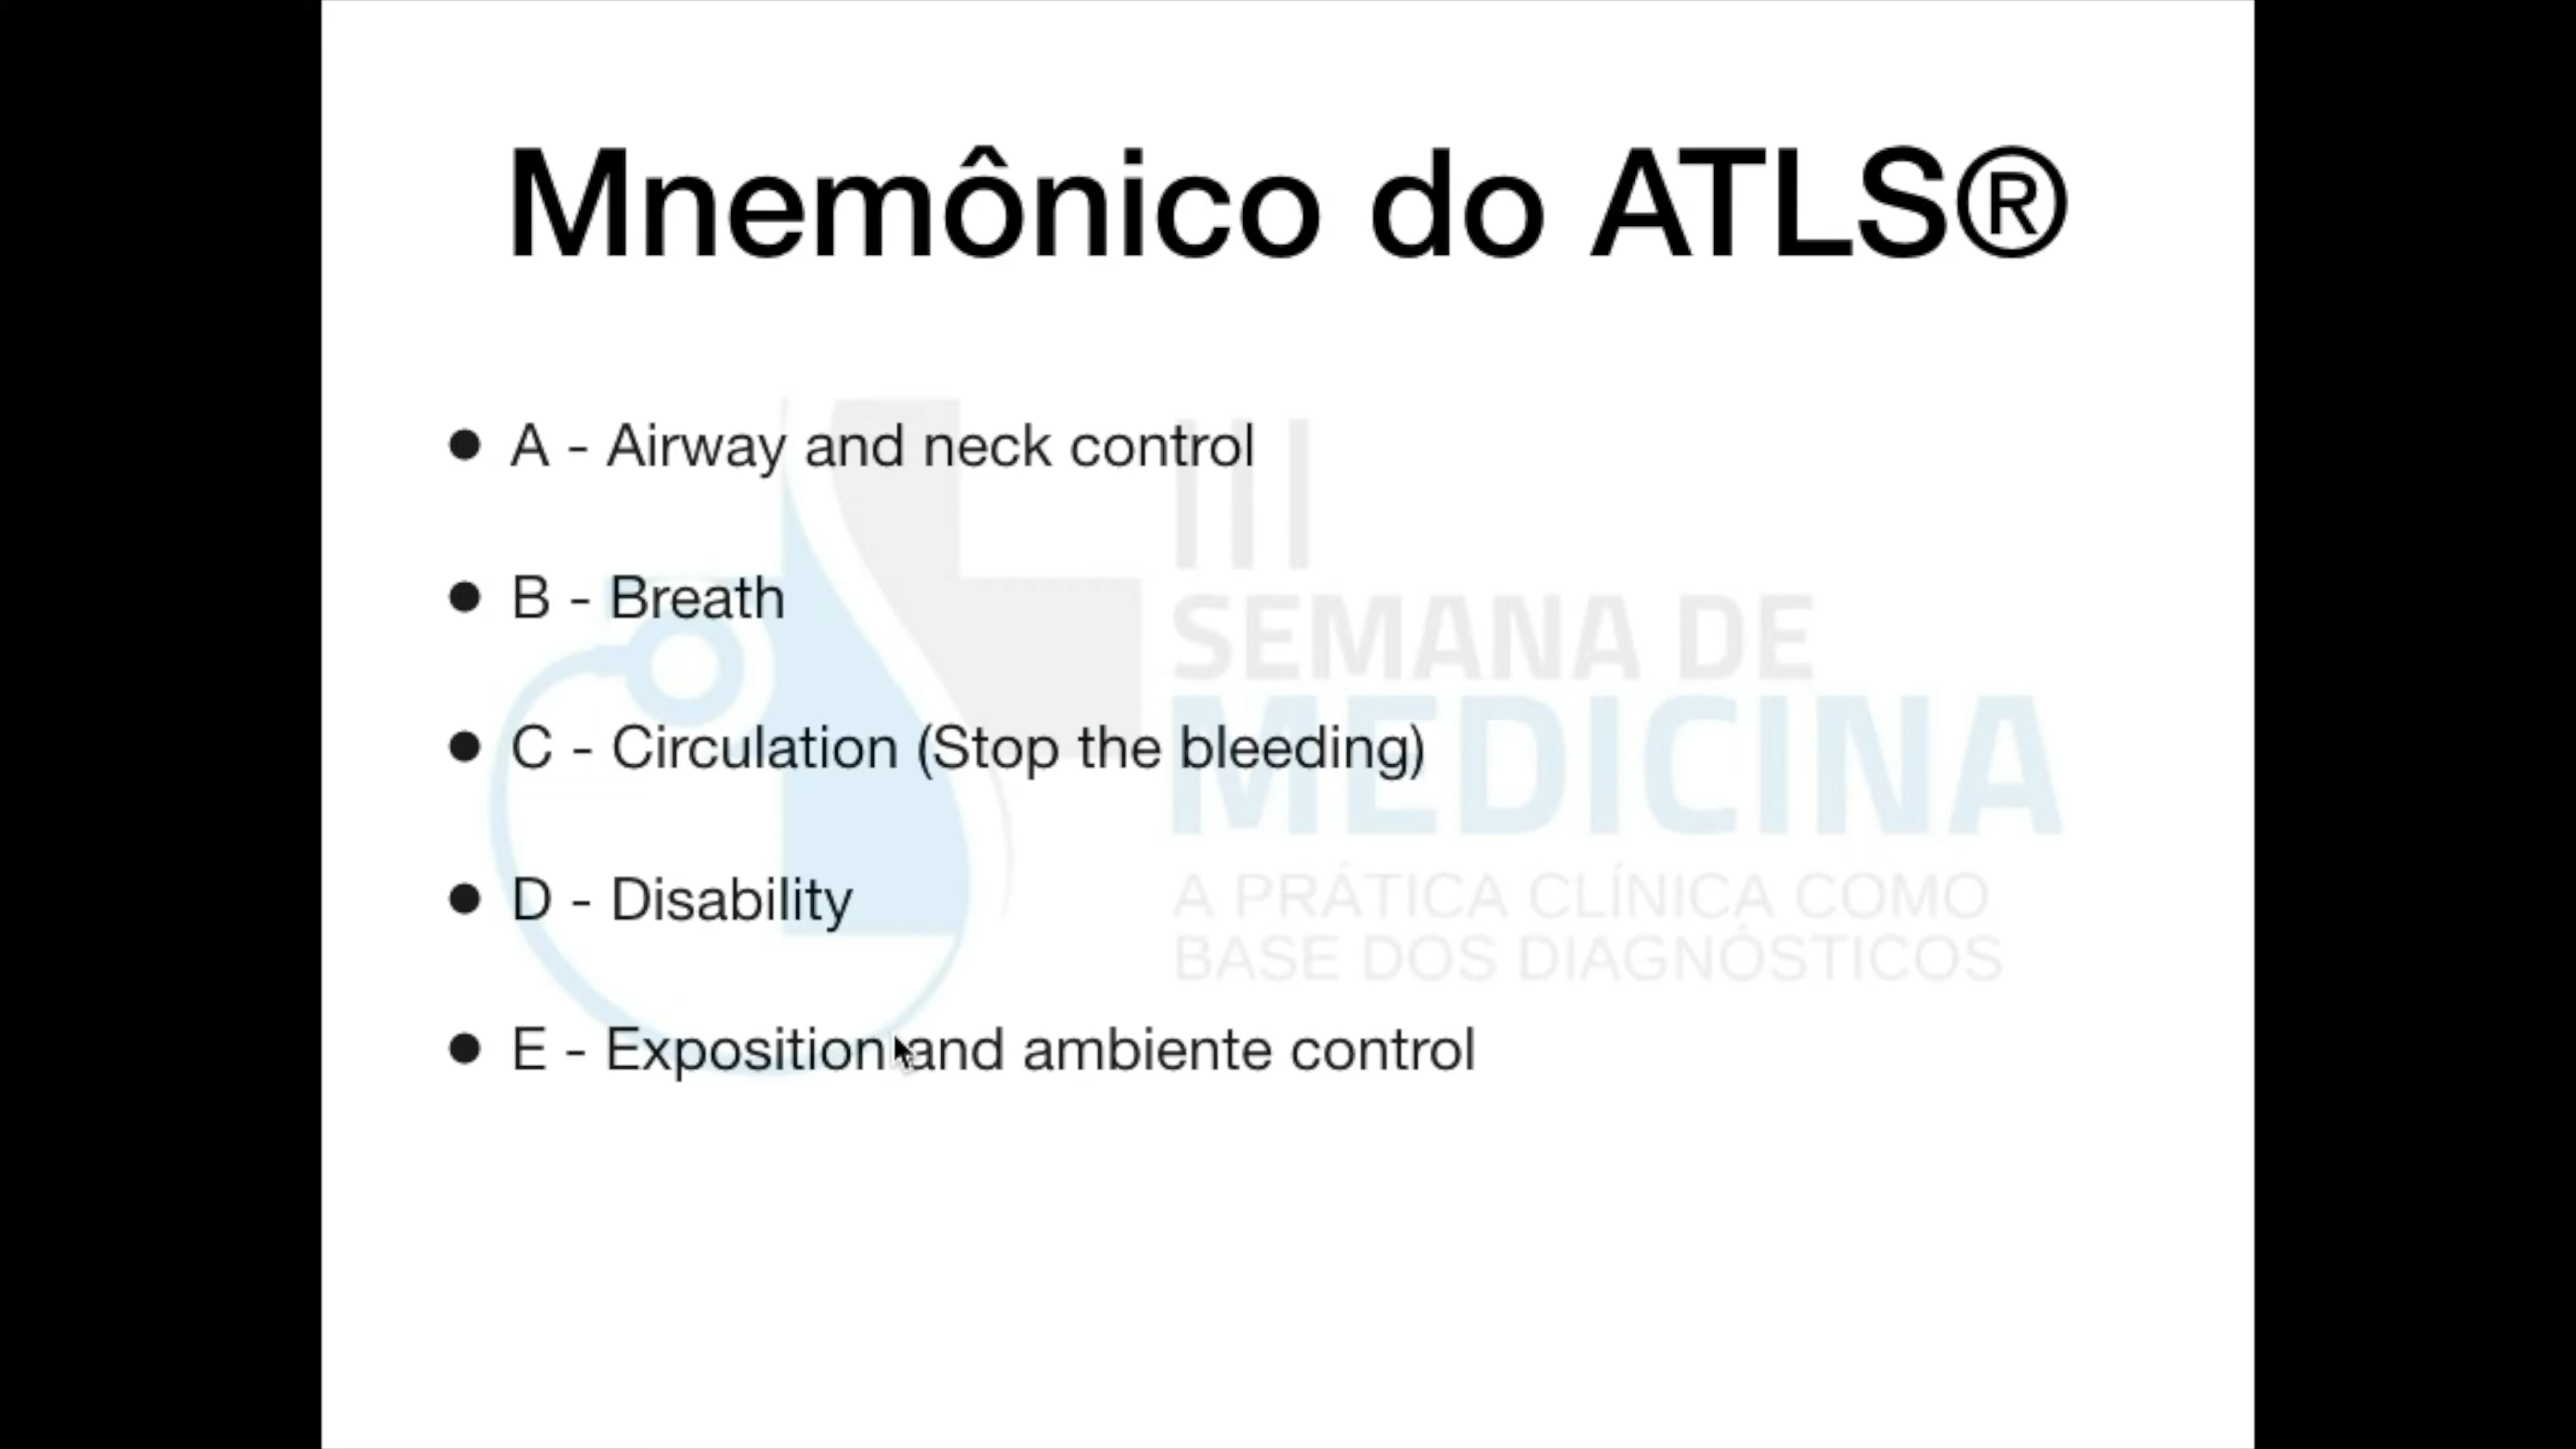 Mnemônico do ATLS®
● A - Airway and neck control
● B - Breath
● C - Circulation (Stop the bleeding)
● D - Disability
● E - Exposition and ambiente control
III
SEMANA DE
MEDICINA
A PRÁTICA CLÍNICA COMO
BASE DOS DIAGNÓSTICOS